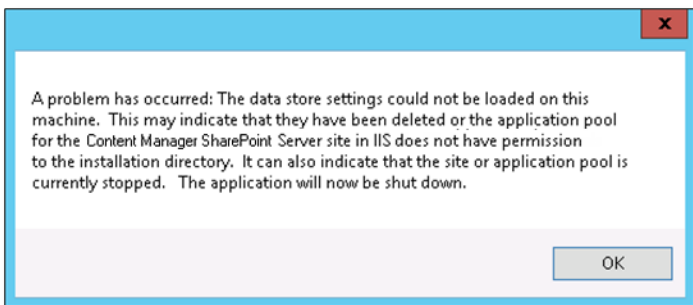 x
A problem has occurred: The data store settings could not be loaded on this
machine. This may indicate that they have been deleted or the application pool
for the Content Manager SharePoint Server site in IIS does not have permission
to the installation directory. It can also indicate that the site or application pool is
currently stopped. The application will now be shut down.
OK